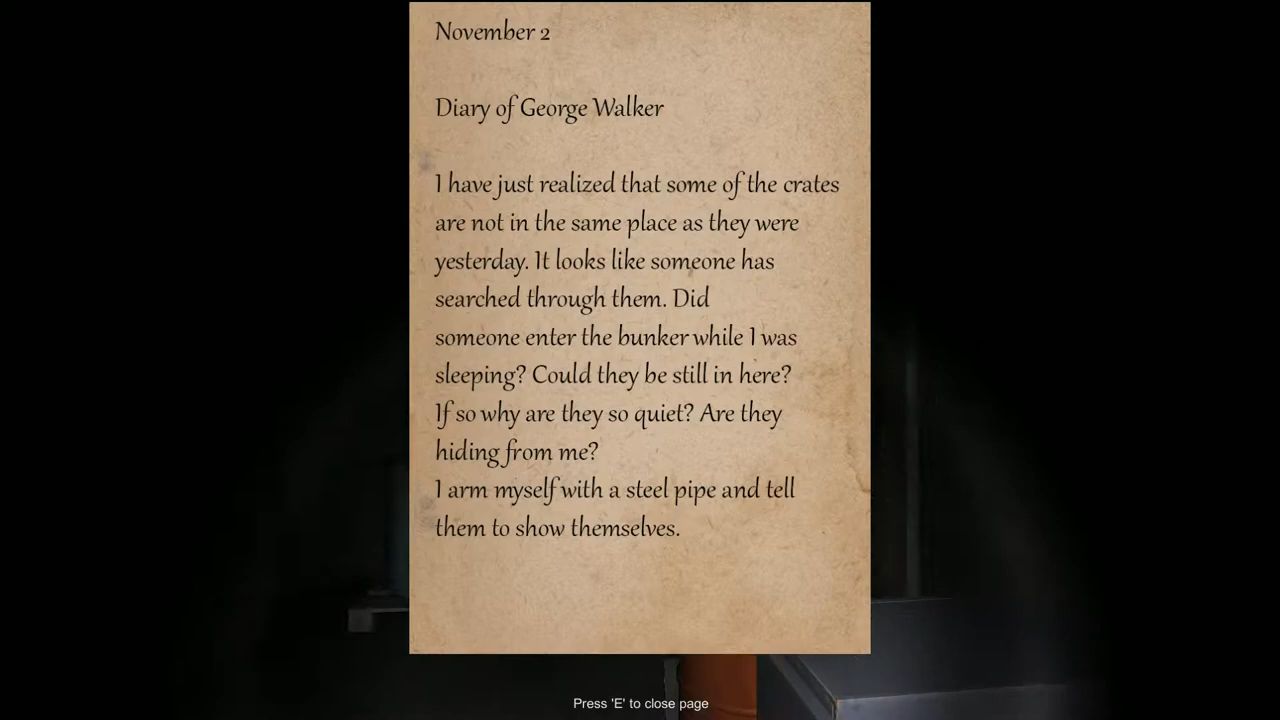 November 2
Diary of George Walker
I have just realized that some of the crates
are not in the same place as they were
yesterday. It looks like someone has
searched through them. Did
someone enter the bunker while I was
sleeping? Could they be still in here?
If so why are they so quiet? Are they
hiding from me?
I arm myself with a steel pipe and tell
them to show themselves.
Press 'E' to close page